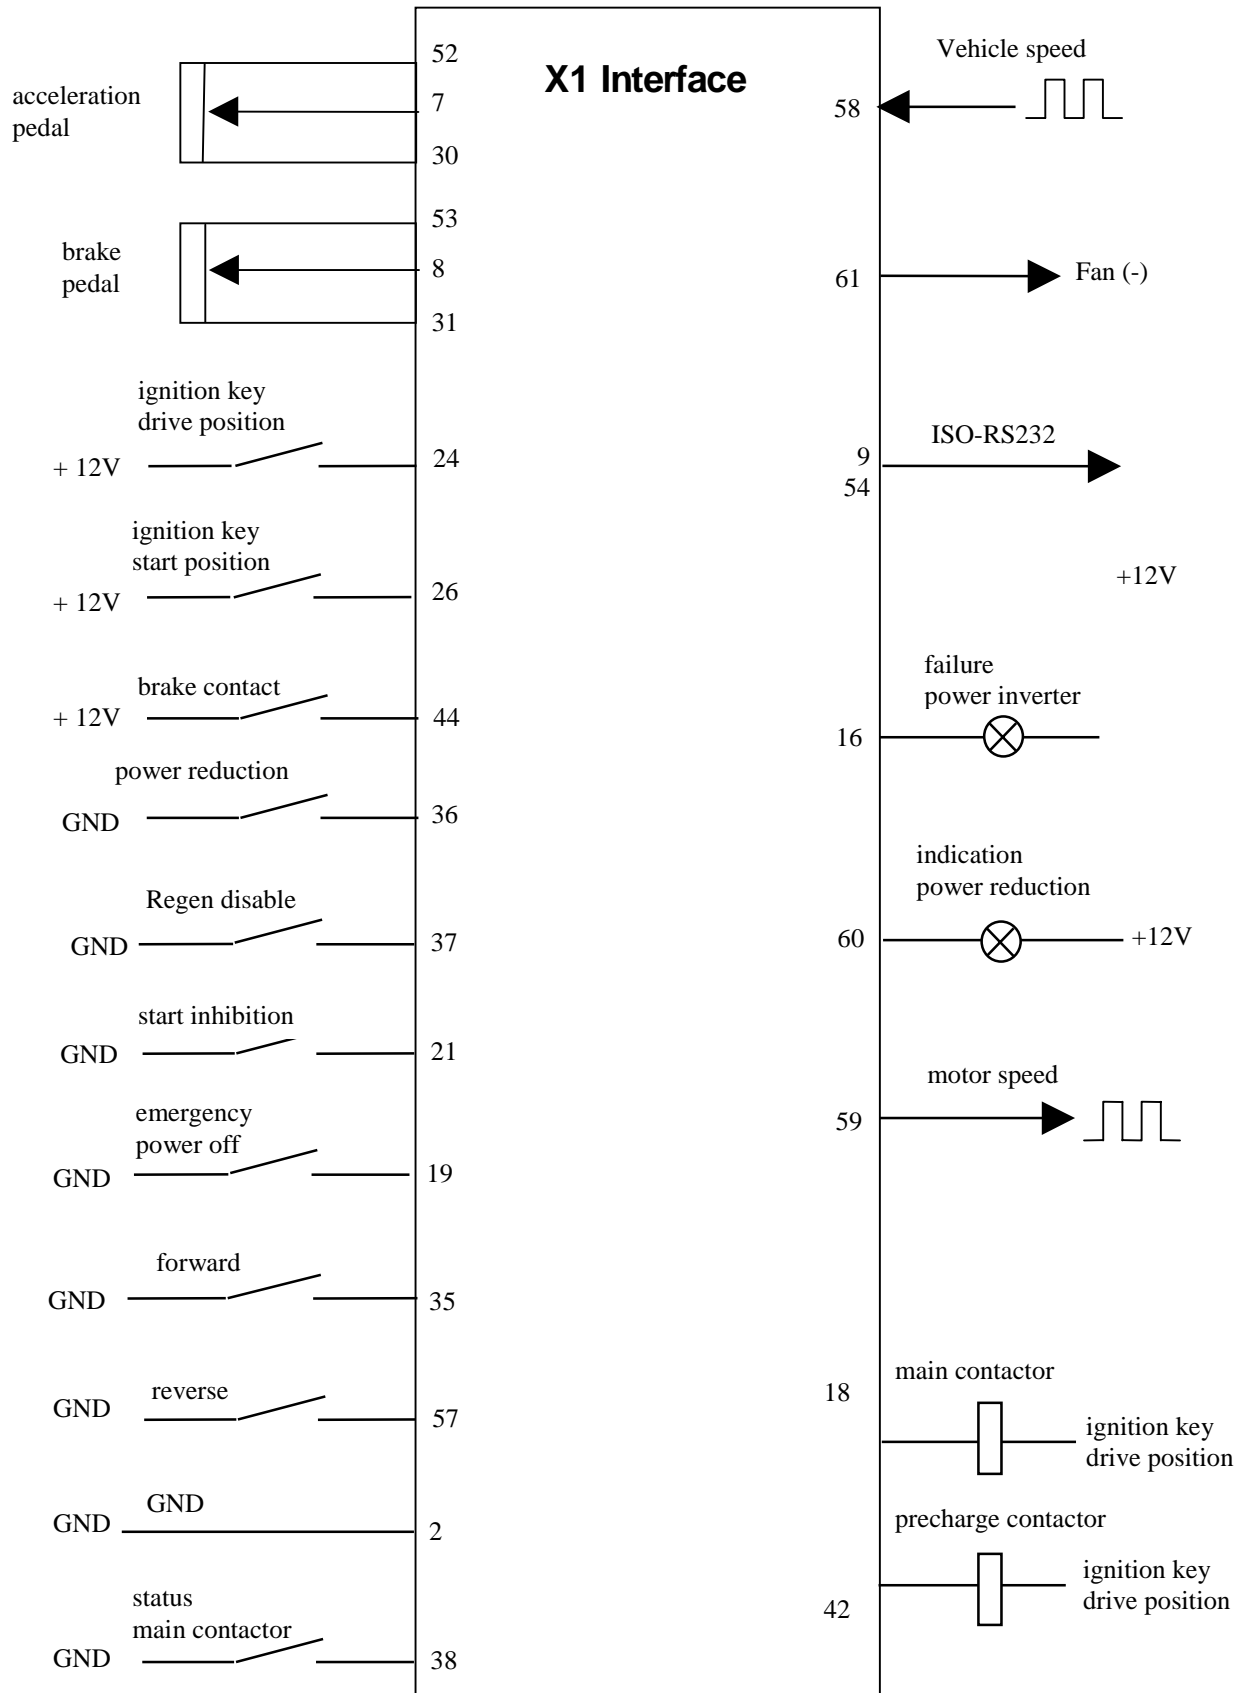 X1 Interface
52
acceleration
pedal
7
30
53
brake
pedal
8
31
ignition key
drive position
+ 12V
24
ignition key
start position
+ 12V
26
brake contact
+ 12V
44
power reduction
GND
36
Regen disable
GND
37
start inhibition
GND
21
emergency
power off
GND
19
forward
GND
35
reverse
GND
57
GND
GND
2
status
main contactor
GND
38
Vehicle speed
58
61
Fan (-)
ISO-RS232
9
54
+12V
failure
power inverter
16
indication
power reduction
60
+12V
motor speed
59
main contactor
18
ignition key
drive position
precharge contactor
ignition key
drive position
42